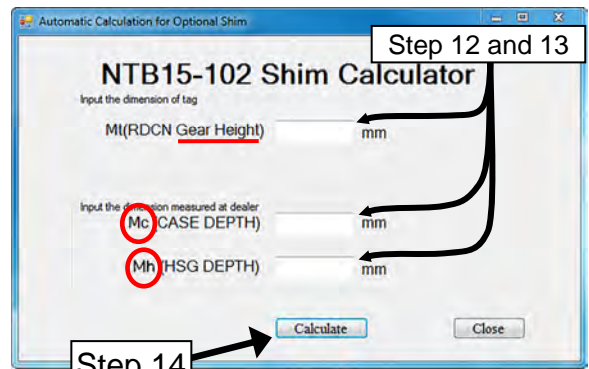 Automatic Calculation for Optional Shim
Step 12 and 13
NTB15-102 Shim Calculator
Input the dimension of tag
Mt(RDCN Gear Height)
mm
Input the dimension measured at dealer
Mc (CASE DEPTH)
mm
Mh (HSG DEPTH)
mm
Calculate
Close
Step 14